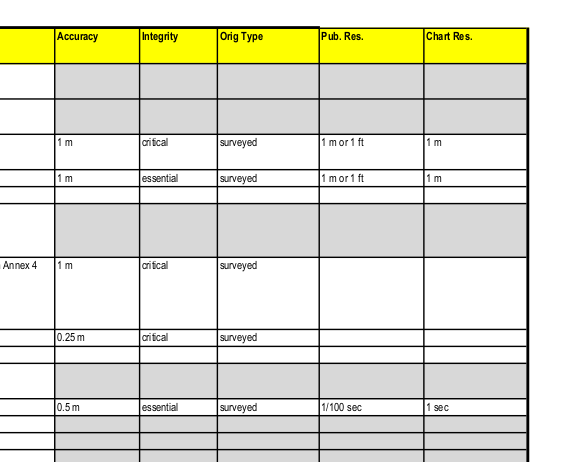 Accuracy Integrity Orig Type Pub. Res. Chart Res.
1 m critical surveyed 1 m or 1 ft 1 m
1 m essential surveyed 1 m or 1 ft 1 m
Annex 4 1 m critical surveyed
0.25 m critical surveyed
0.5 m essential surveyed 1/100 sec 1 sec